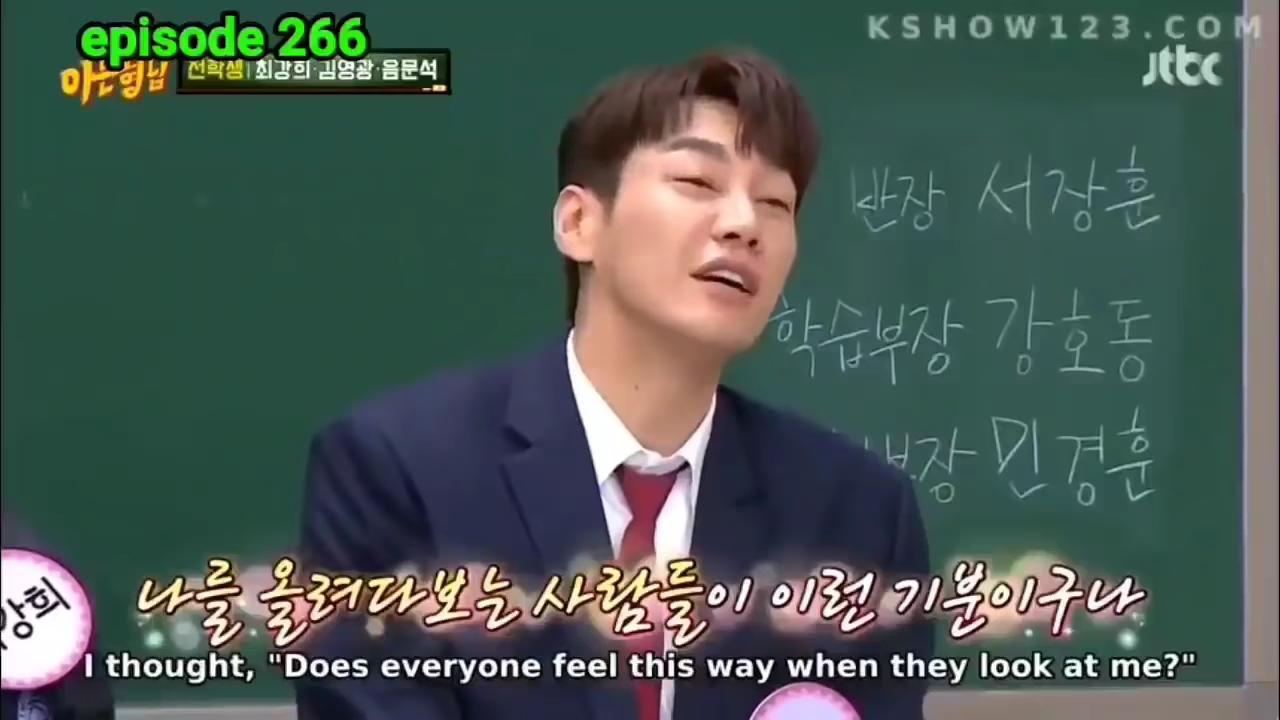 episode 266
KSHOW123.COM
아는형님
전학생 | 최강희·김영광·음문석
jtbc
반장 서장훈
학습부장 강호동
부장 민경훈
강희
나를 올려다보는 사람들이 이런 기분이구나
I thought, "Does everyone feel this way when they look at me?"